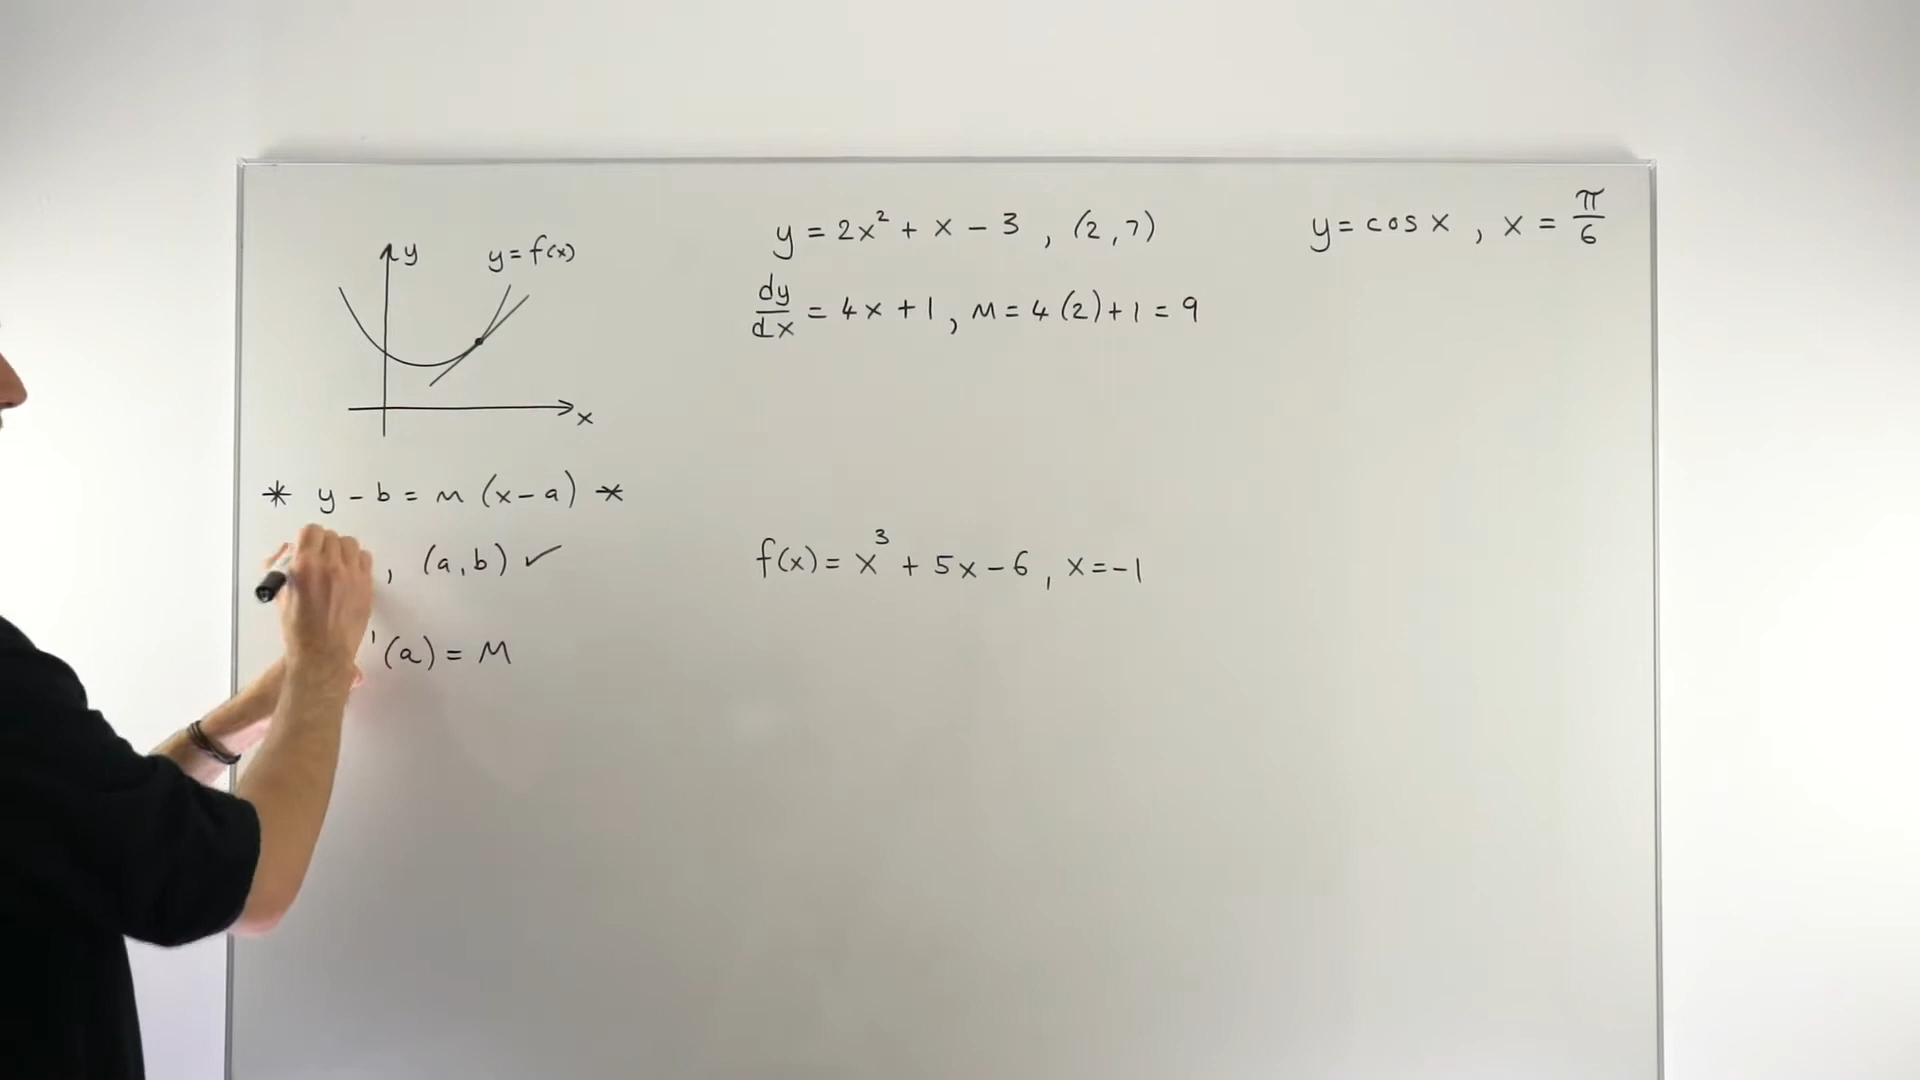 y
y = f(x)
x
* y - b = m (x - a) *
, (a, b) ✓
'(a) = m
y = 2x² + x - 3 , (2, 7)
dy/dx = 4x + 1 , m = 4(2) + 1 = 9
f(x) = x³ + 5x - 6 , x = -1
y = cos x , x = π/6